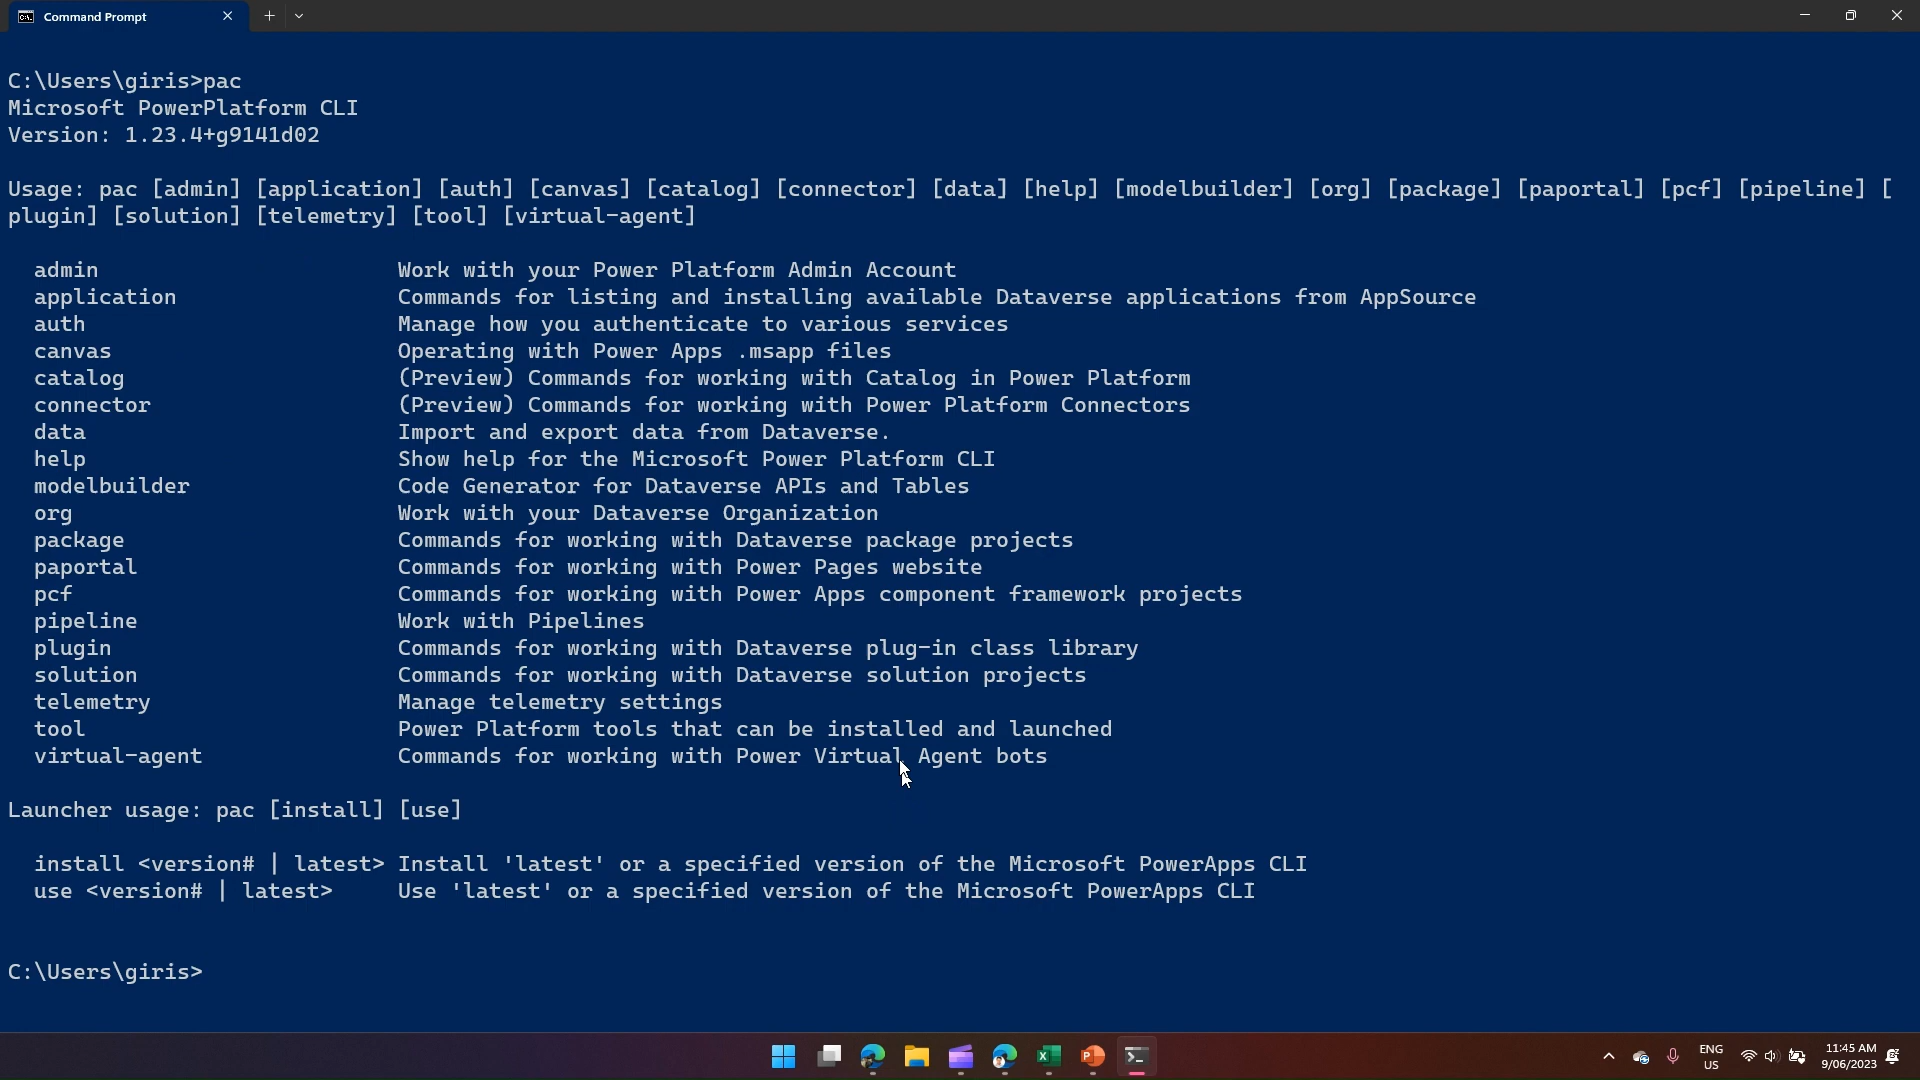 Command Prompt
C:\Users\giris>pac
Microsoft PowerPlatform CLI
Version: 1.23.4+g9141d02
Usage: pac [admin] [application] [auth] [canvas] [catalog] [connector] [data] [help] [modelbuilder] [org] [package] [paportal] [pcf] [pipeline] [
plugin] [solution] [telemetry] [tool] [virtual-agent]
admin Work with your Power Platform Admin Account
application Commands for listing and installing available Dataverse applications from AppSource
auth Manage how you authenticate to various services
canvas Operating with Power Apps .msapp files
catalog (Preview) Commands for working with Catalog in Power Platform
connector (Preview) Commands for working with Power Platform Connectors
data Import and export data from Dataverse.
help Show help for the Microsoft Power Platform CLI
modelbuilder Code Generator for Dataverse APIs and Tables
org Work with your Dataverse Organization
package Commands for working with Dataverse package projects
paportal Commands for working with Power Pages website
pcf Commands for working with Power Apps component framework projects
pipeline Work with Pipelines
plugin Commands for working with Dataverse plug-in class library
solution Commands for working with Dataverse solution projects
telemetry Manage telemetry settings
tool Power Platform tools that can be installed and launched
virtual-agent Commands for working with Power Virtual Agent bots
Launcher usage: pac [install] [use]
install <version# | latest> Install 'latest' or a specified version of the Microsoft PowerApps CLI
use <version# | latest> Use 'latest' or a specified version of the Microsoft PowerApps CLI
C:\Users\giris>
ENG
US
11:45 AM
9/06/2023